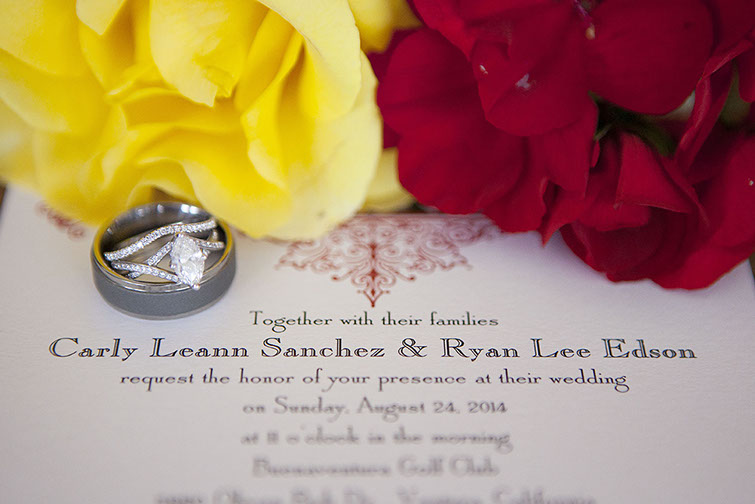 Together with their families
Carly Leann Sanchez & Ryan Lee Edson
request the honor of your presence at their wedding
on Sunday, August 24, 2014
at 11 o'clock in the morning
Buenaventura Golf Club